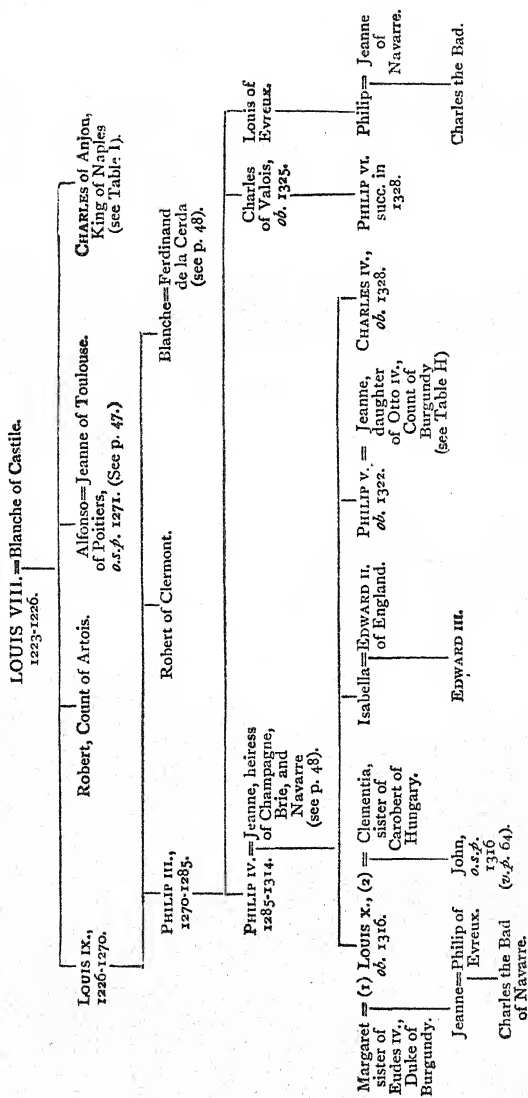 LOUIS VIII.=Blanche of Castile.
1223-1226.
LOUIS IX.,
1226-1270.
Robert, Count of Artois.
Alfonso=Jeanne of Toulouse.
of Poitiers,
o.s.p. 1271. (See p. 47.)
CHARLES of Anjon,
King of Naples
(see Table I).
PHILIP III.,
1270-1285.
Robert of Clermont.
Blanche=Ferdinand
de la Cerda
(see p. 48).
PHILIP IV.=Jeanne, heiress
1285-1314. of Champagne,
Brie, and
Navarre
(see p. 48).
Charles
of Valois,
ob. 1325.
Louis of
Evreux.
Margaret = (1) LOUIS X., (2) = Clementia,
sister of ob. 1316. sister of
Eudes IV., Carobert of
Duke of Hungary.
Burgundy.
Isabella=EDWARD II.
of England.
PHILIP V. = Jeanne,
ob. 1322. daughter
of Otto IV.,
Count of
Burgundy
(see Table H)
CHARLES IV.,
ob. 1328.
PHILIP VI.
succ. in
1328.
Philip= Jeanne
of
Navarre.
Jeanne=Philip of
Evreux.
John,
o.s.p.
1316
(v.p. 64).
EDWARD III.
Charles the Bad.
Charles the Bad
of Navarre.